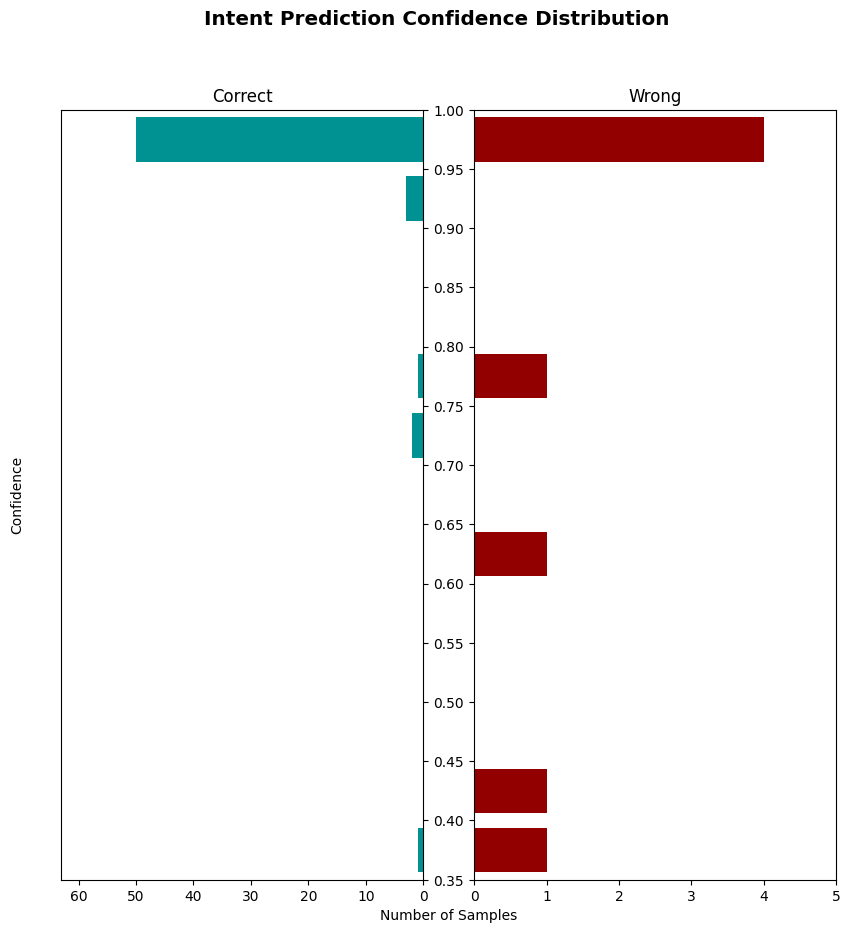 Intent Prediction Confidence Distribution
Correct
Wrong
1.00
0.95
0.90
0.85
0.80
0.75
0.70
0.65
0.60
0.55
0.50
0.45
0.40
0.35
Confidence
60 50 40 30 20 10 0
0 1 2 3 4 5
Number of Samples